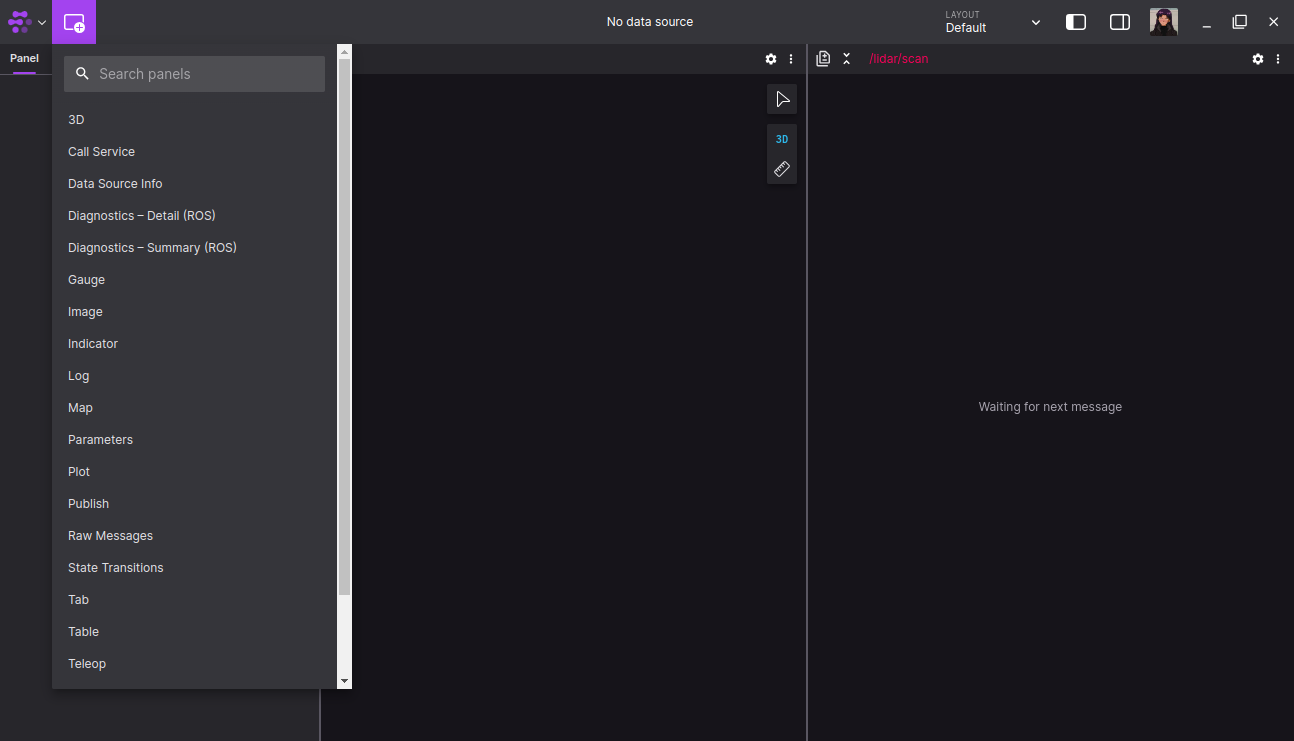 No data source
LAYOUT
Default
Panel
/lidar/scan
Search panels
3D
Call Service
Data Source Info
Diagnostics – Detail (ROS)
Diagnostics – Summary (ROS)
Gauge
Image
Indicator
Log
Map
Parameters
Plot
Publish
Raw Messages
State Transitions
Tab
Table
Teleop
3D
Waiting for next message